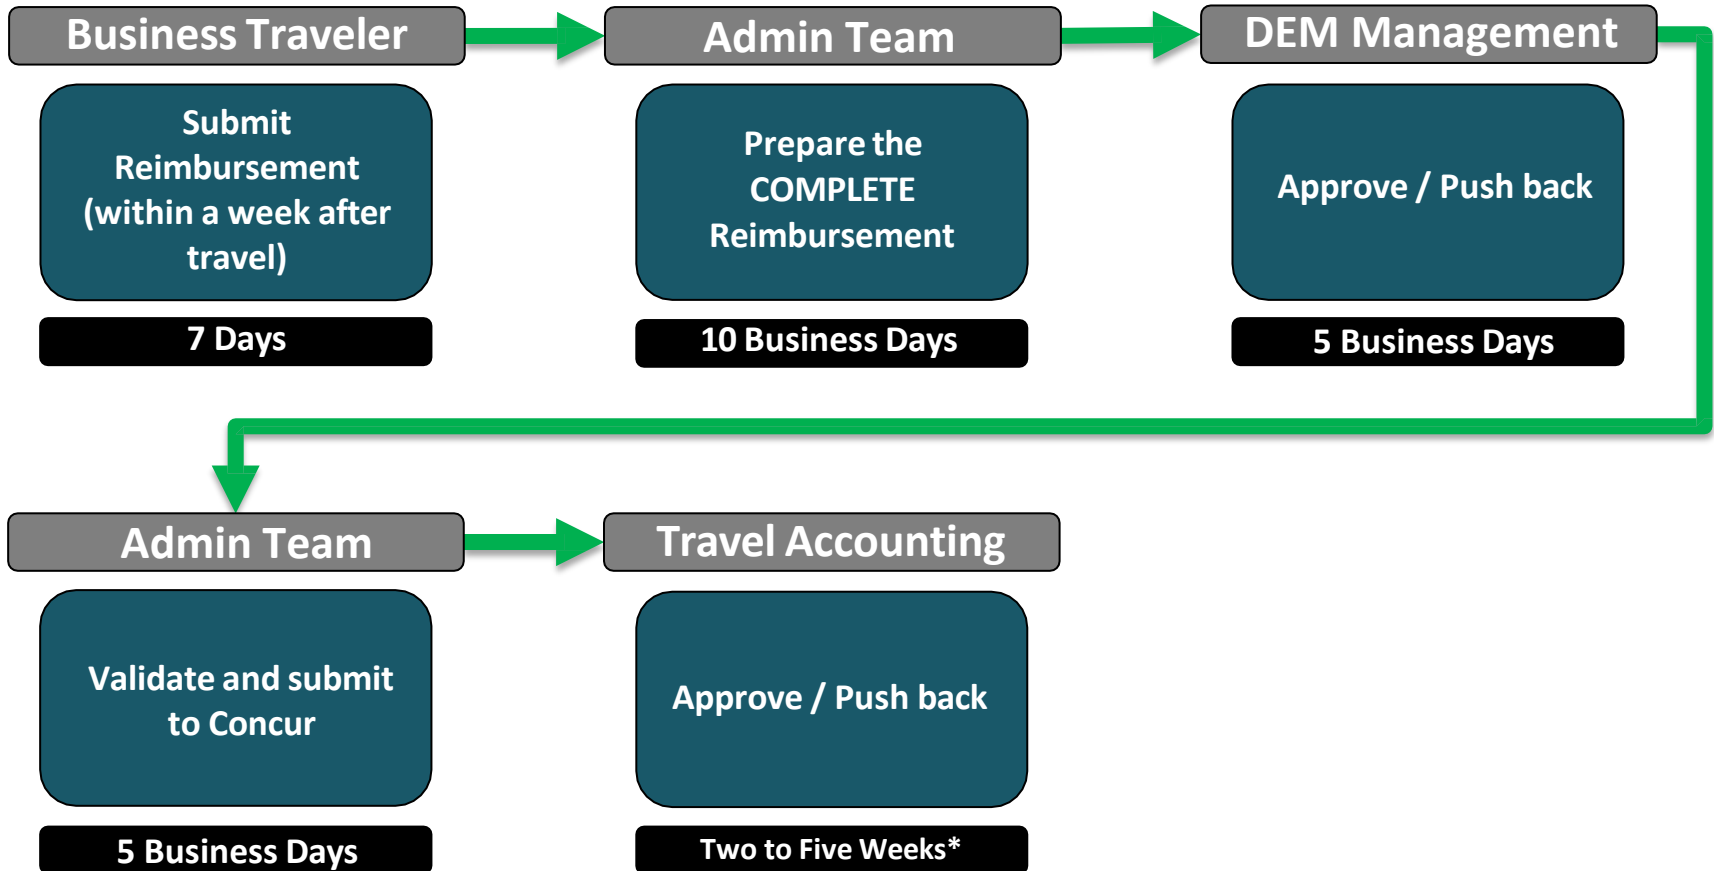 Business Traveler
Admin Team
DEM Management
Submit
Reimbursement
(within a week after
travel)
Prepare the
COMPLETE
Reimbursement
Approve / Push back
7 Days
10 Business Days
5 Business Days
Admin Team
Travel Accounting
Validate and submit
to Concur
Approve / Push back
5 Business Days
Two to Five Weeks*